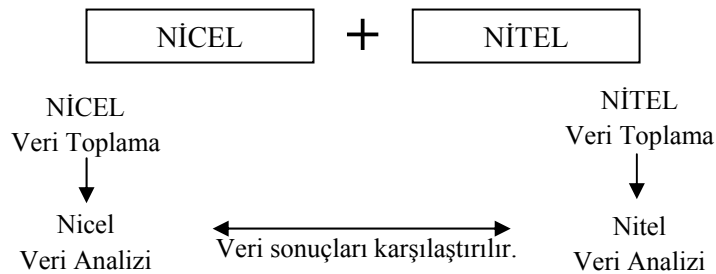 NİCEL + NİTEL
NİCEL
Veri Toplama
NİTEL
Veri Toplama
Nicel
Veri Analizi
Veri sonuçları karşılaştırılır.
Nitel
Veri Analizi